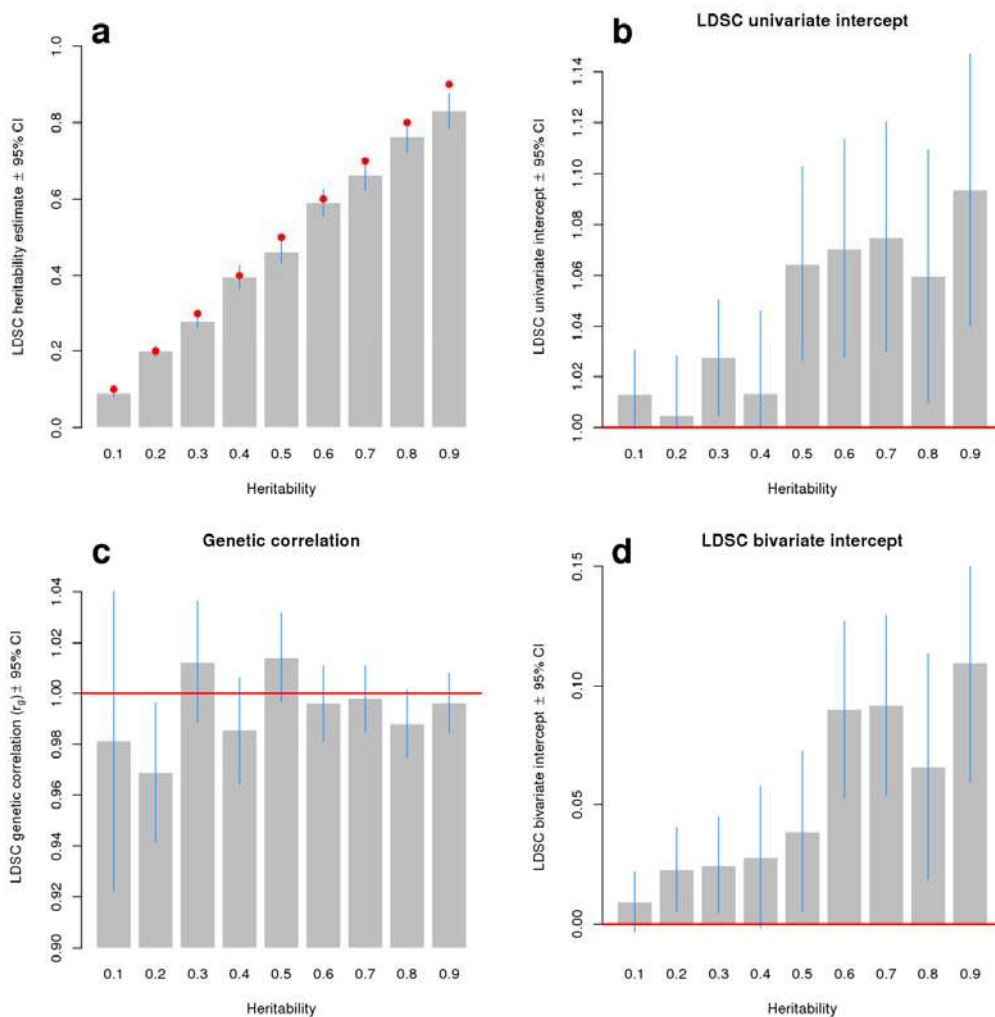 a
LDSC heritability estimate ± 95% CI
1.0
0.8
0.6
0.4
0.2
0.0
0.1 0.2 0.3 0.4 0.5 0.6 0.7 0.8 0.9
Heritability
b
LDSC univariate intercept
LDSC univariate intercept ± 95% CI
1.14
1.12
1.10
1.08
1.06
1.04
1.02
1.00
0.1 0.2 0.3 0.4 0.5 0.6 0.7 0.8 0.9
Heritability
c
Genetic correlation
LDSC genetic correlation (rg) ± 95% CI
1.04
1.02
1.00
0.98
0.96
0.94
0.92
0.90
0.1 0.2 0.3 0.4 0.5 0.6 0.7 0.8 0.9
Heritability
d
LDSC bivariate intercept
LDSC bivariate intercept ± 95% CI
0.15
0.10
0.05
0.00
0.1 0.2 0.3 0.4 0.5 0.6 0.7 0.8 0.9
Heritability